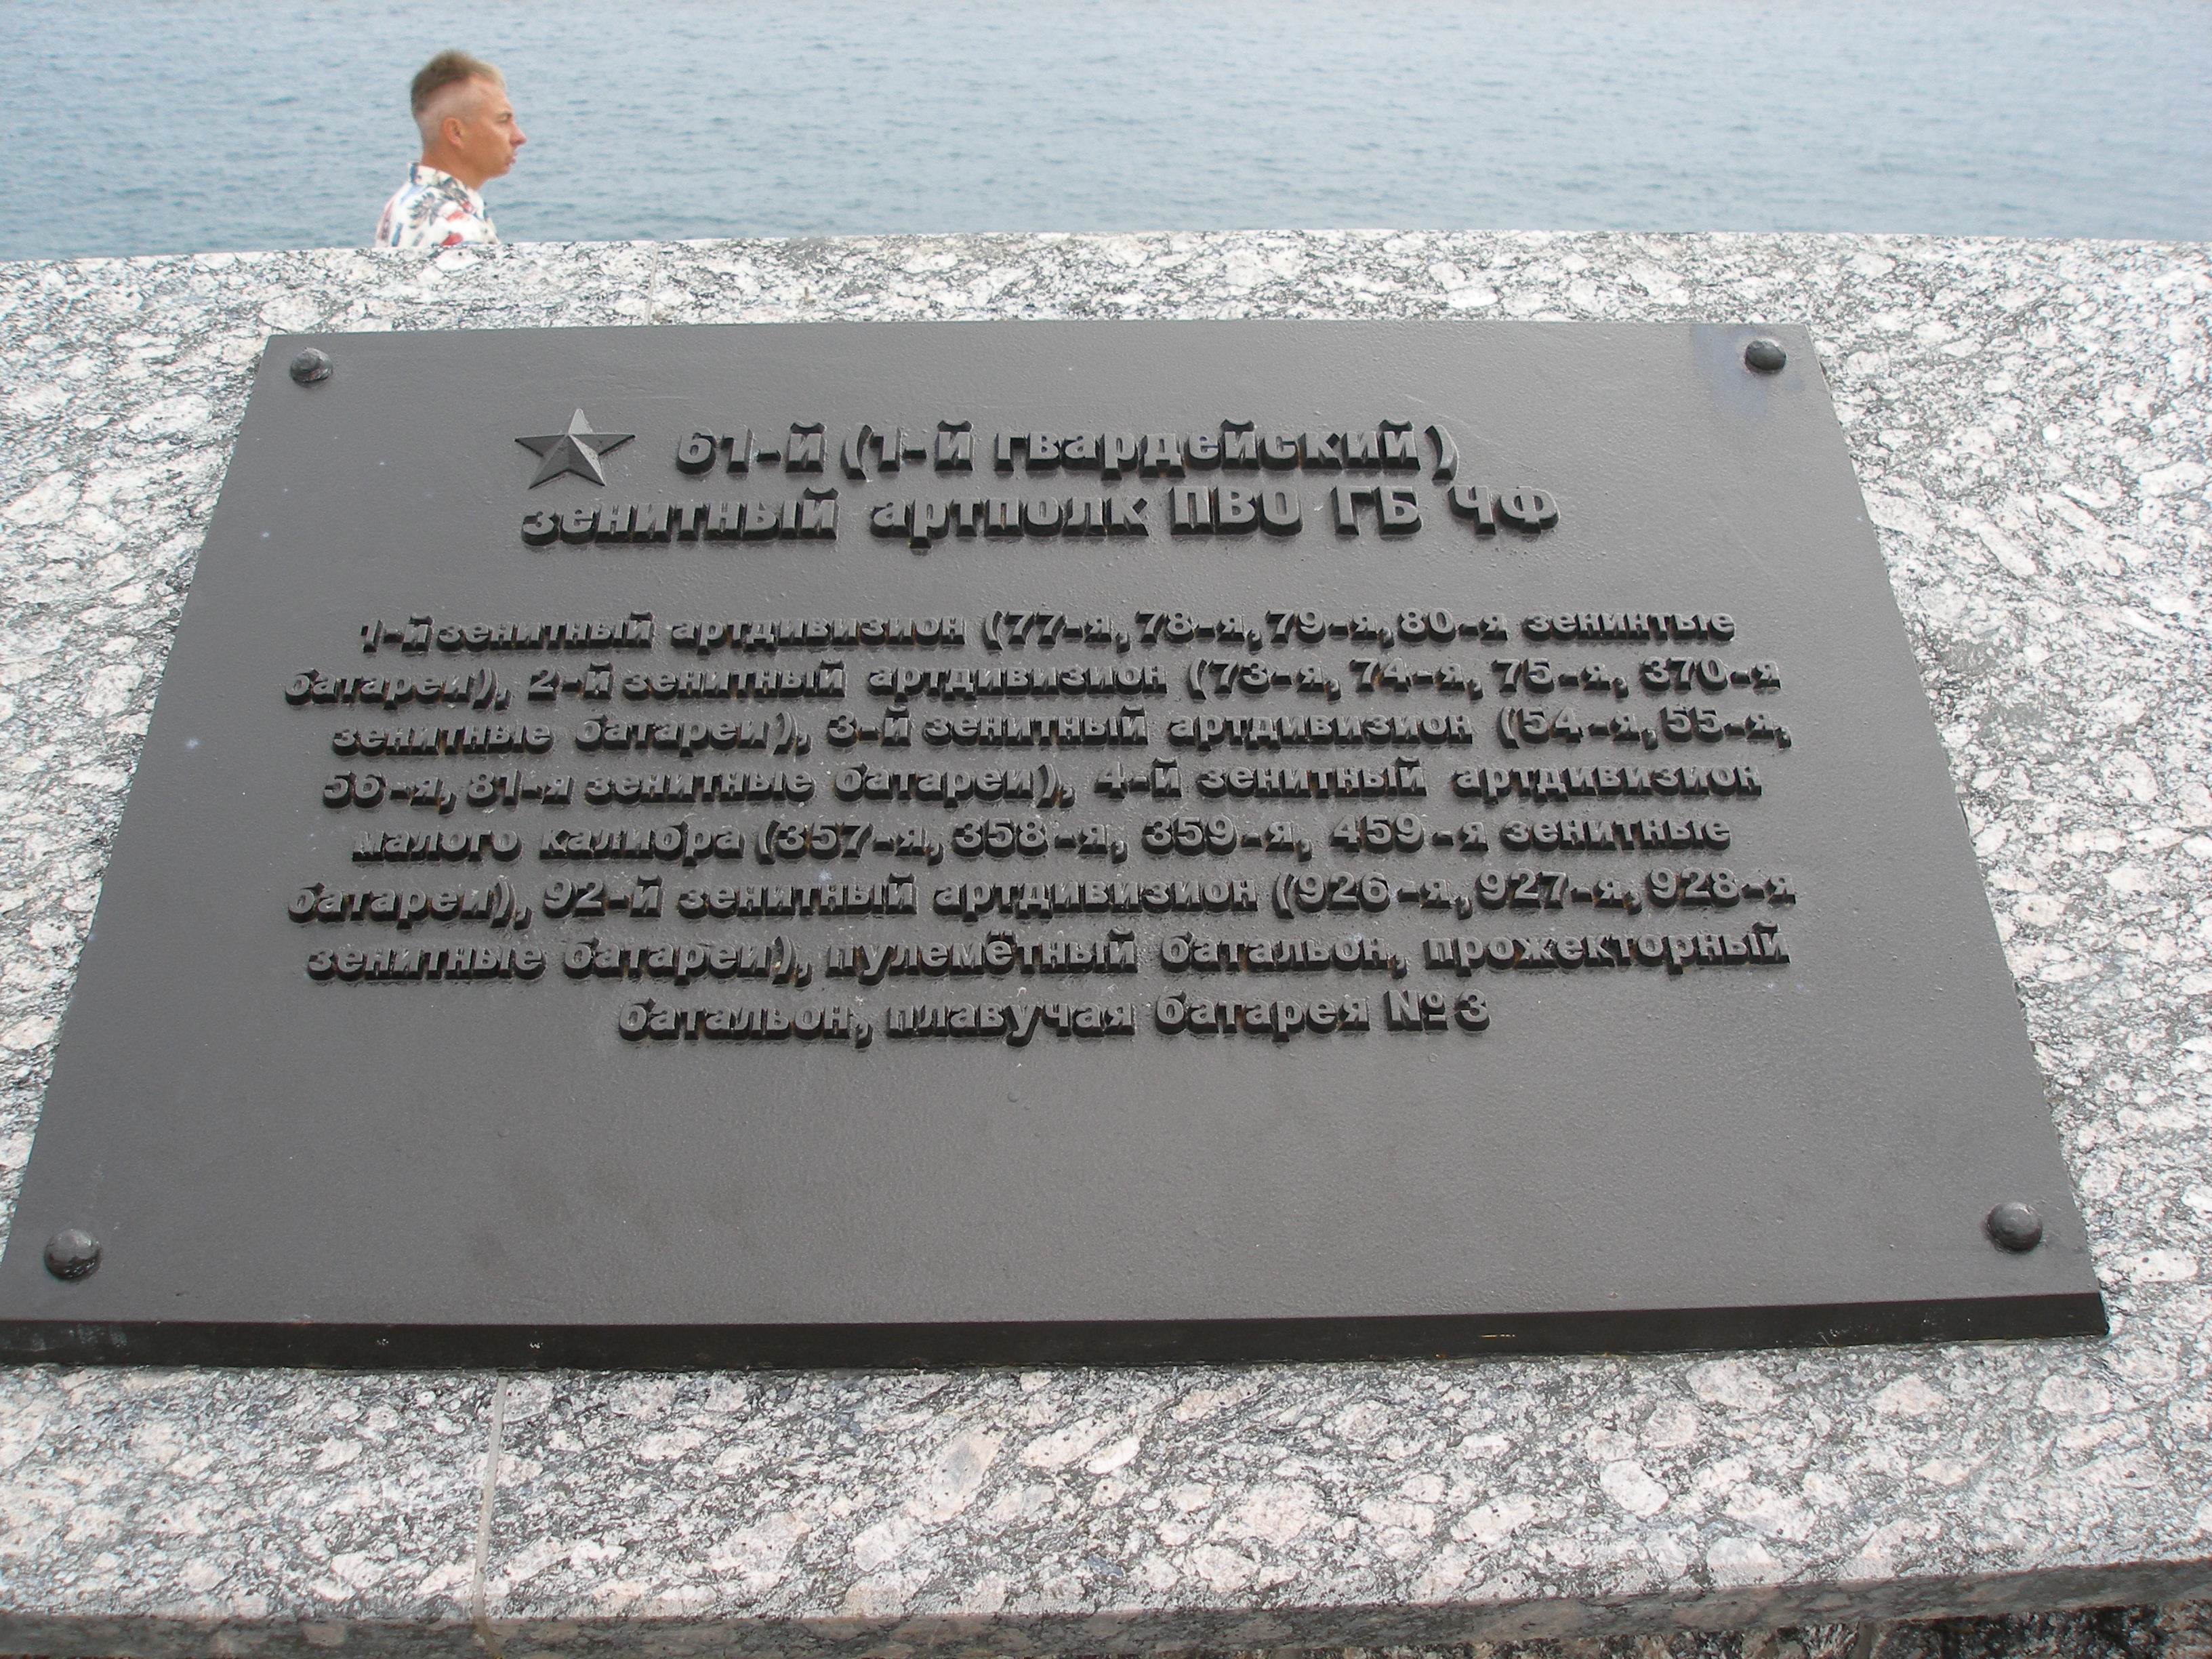 61-й (1-й гвардейский)
зенитный артполк ПВО ГБ ЧФ
1-й зенитный артдивизион (77-я, 78-я, 79-я, 80-я зенинтые
батареи), 2-й зенитный артдивизион (73-я, 74-я, 75-я, 370-я
зенитные батареи), 3-й зенитный артдивизион (54-я, 55-я,
56-я, 81-я зенитные батареи), 4-й зенитный артдивизион
малого калибра (357-я, 358-я, 359-я, 459-я зенитные
батареи), 92-й зенитный артдивизион (926-я, 927-я, 928-я
зенитные батареи), пулемётный батальон, прожекторный
батальон, плавучая батарея № 3